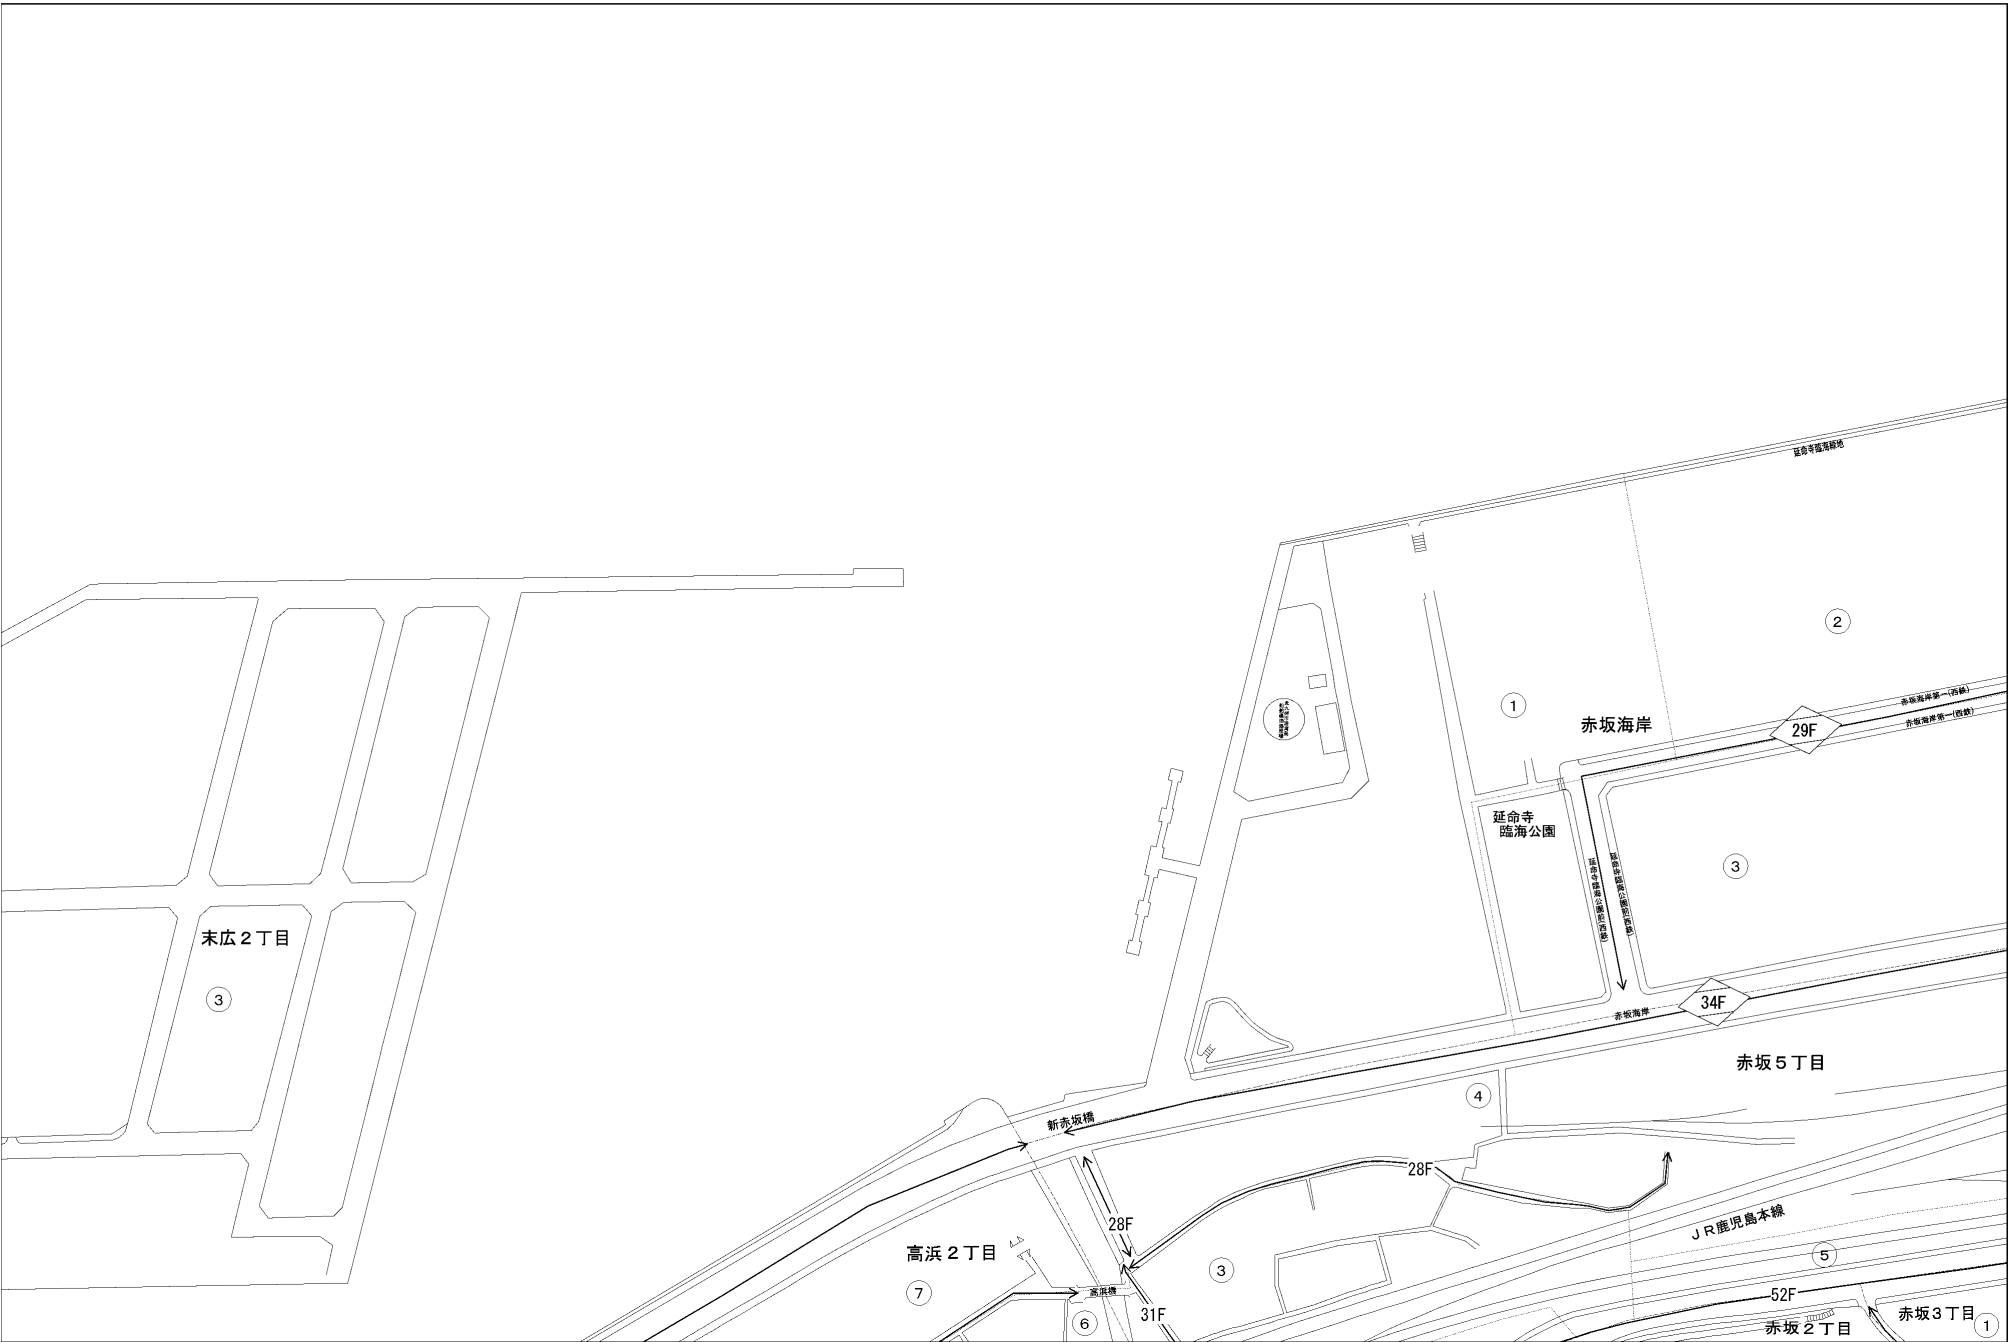 延命寺臨海緑地
②
①
赤坂海岸
赤坂海岸第一(西鉄)
29F
赤坂海岸第一(西鉄)
延命寺
臨海公園
③
延命寺臨海公園前(西鉄)
延命寺臨海公園前(西鉄)
末広2丁目
③
34F
赤坂海岸
赤坂5丁目
④
新赤坂橋
28F
28F
JR鹿児島本線
高浜2丁目
⑤
③
⑦
高浜橋
52F
31F
⑥
赤坂3丁目
赤坂2丁目
①